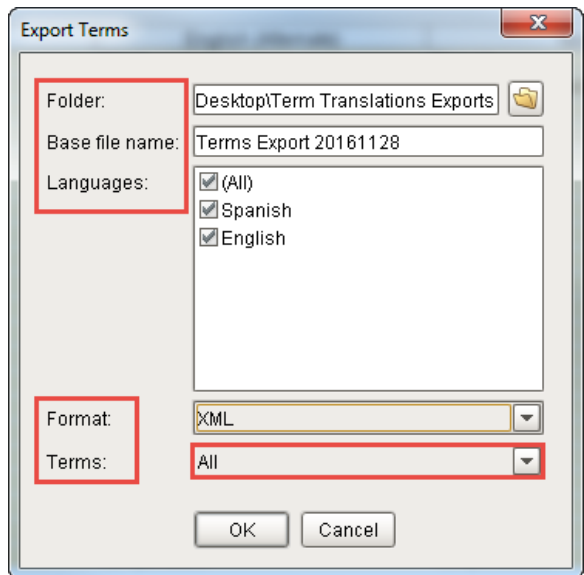 Export Terms
Folder: Desktop\Term Translations Exports
Base file name: Terms Export 20161128
Languages: (All)
Spanish
English
Format: XML
Terms: All
OK Cancel